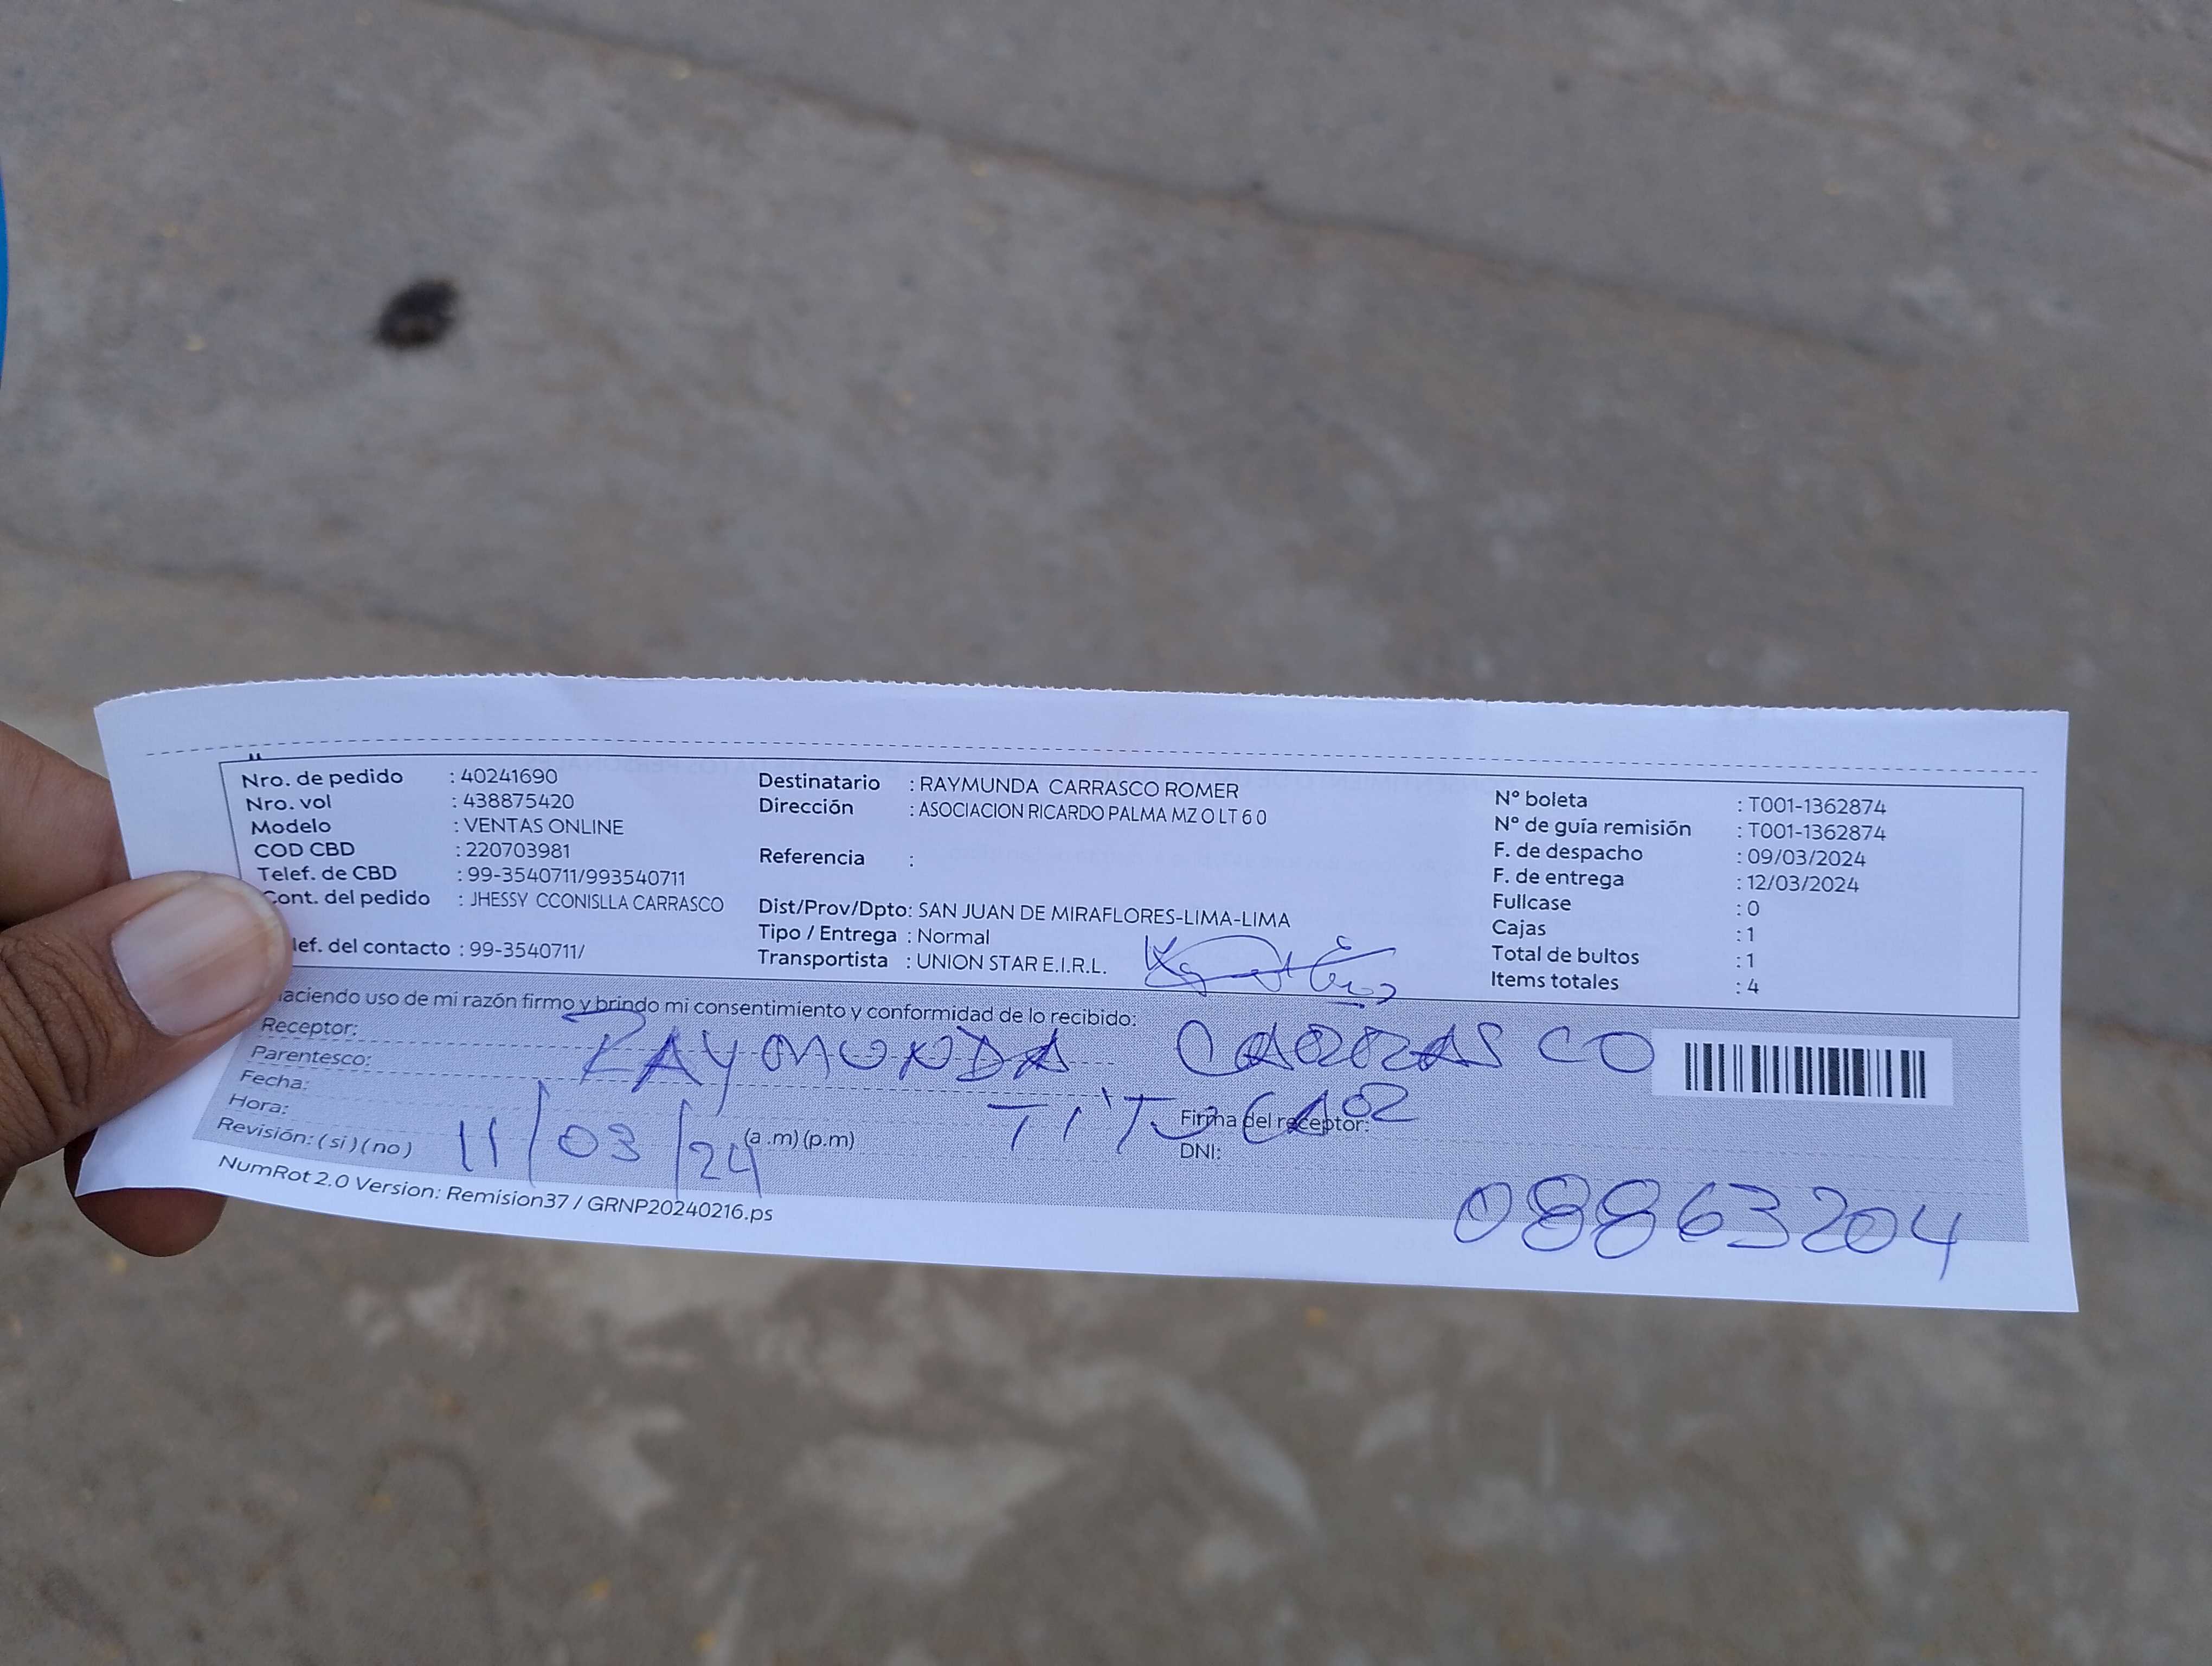 Nro. de pedido : 40241690
Nro. vol : 438875420
Modelo : VENTAS ONLINE
COD CBD : 220703981
Telef. de CBD : 99-3540711/993540711
Cont. del pedido : JHESSY CCONISLLA CARRASCO
lef. del contacto : 99-3540711/
Destinatario : RAYMUNDA CARRASCO ROMER
Dirección : ASOCIACION RICARDO PALMA MZ O LT 6 0
Referencia :
Dist/Prov/Dpto: SAN JUAN DE MIRAFLORES-LIMA-LIMA
Tipo / Entrega : Normal
Transportista : UNION STAR E.I.R.L.
N° boleta : T001-1362874
N° de guía remisión : T001-1362874
F. de despacho : 09/03/2024
F. de entrega : 12/03/2024
Fullcase : 0
Cajas : 1
Total de bultos : 1
Items totales : 4
aciendo uso de mi razón firmo y brindo mi consentimiento y conformidad de lo recibido:
Receptor: RAYMUNDA CARRASCO
Parentesco:
Fecha: TITULAR
Hora: 11/03/24 (a .m) (p.m)
Firma del receptor:
Revisión: ( si ) ( no )
DNI: 08863204
NumRot 2.0 Version: Remision37 / GRNP20240216.ps